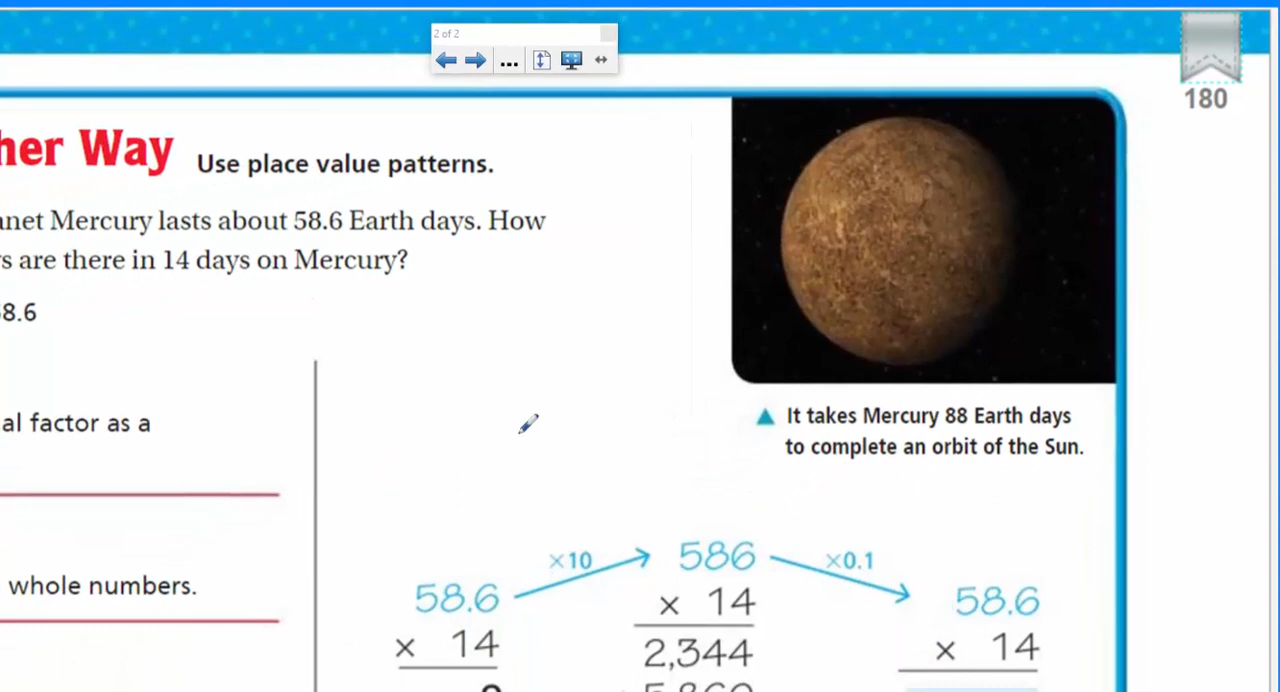 2 of 2
180
her Way Use place value patterns.
anet Mercury lasts about 58.6 Earth days. How
s are there in 14 days on Mercury?
8.6
al factor as a
whole numbers.
It takes Mercury 88 Earth days
to complete an orbit of the Sun.
×10 586 ×0.1
58.6 × 14 58.6
× 14 2,344 × 14